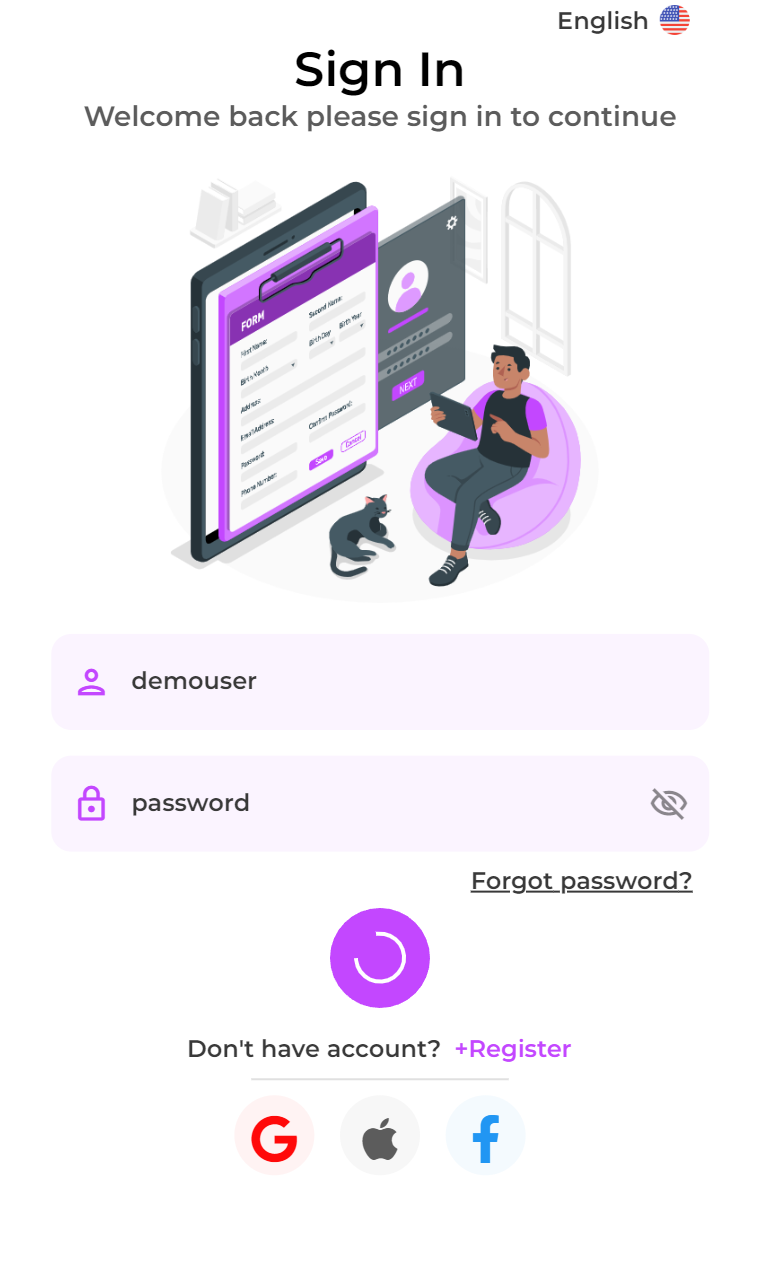 English
Sign In
Welcome back please sign in to continue
FORM
First Name:
Second Name:
Birth Month
Birth Day
Birth Year
Address:
Email Address:
Password:
Confirm Password:
Phone Number:
Save
Cancel
NEXT
demouser
password
Forgot password?
Don't have account? +Register